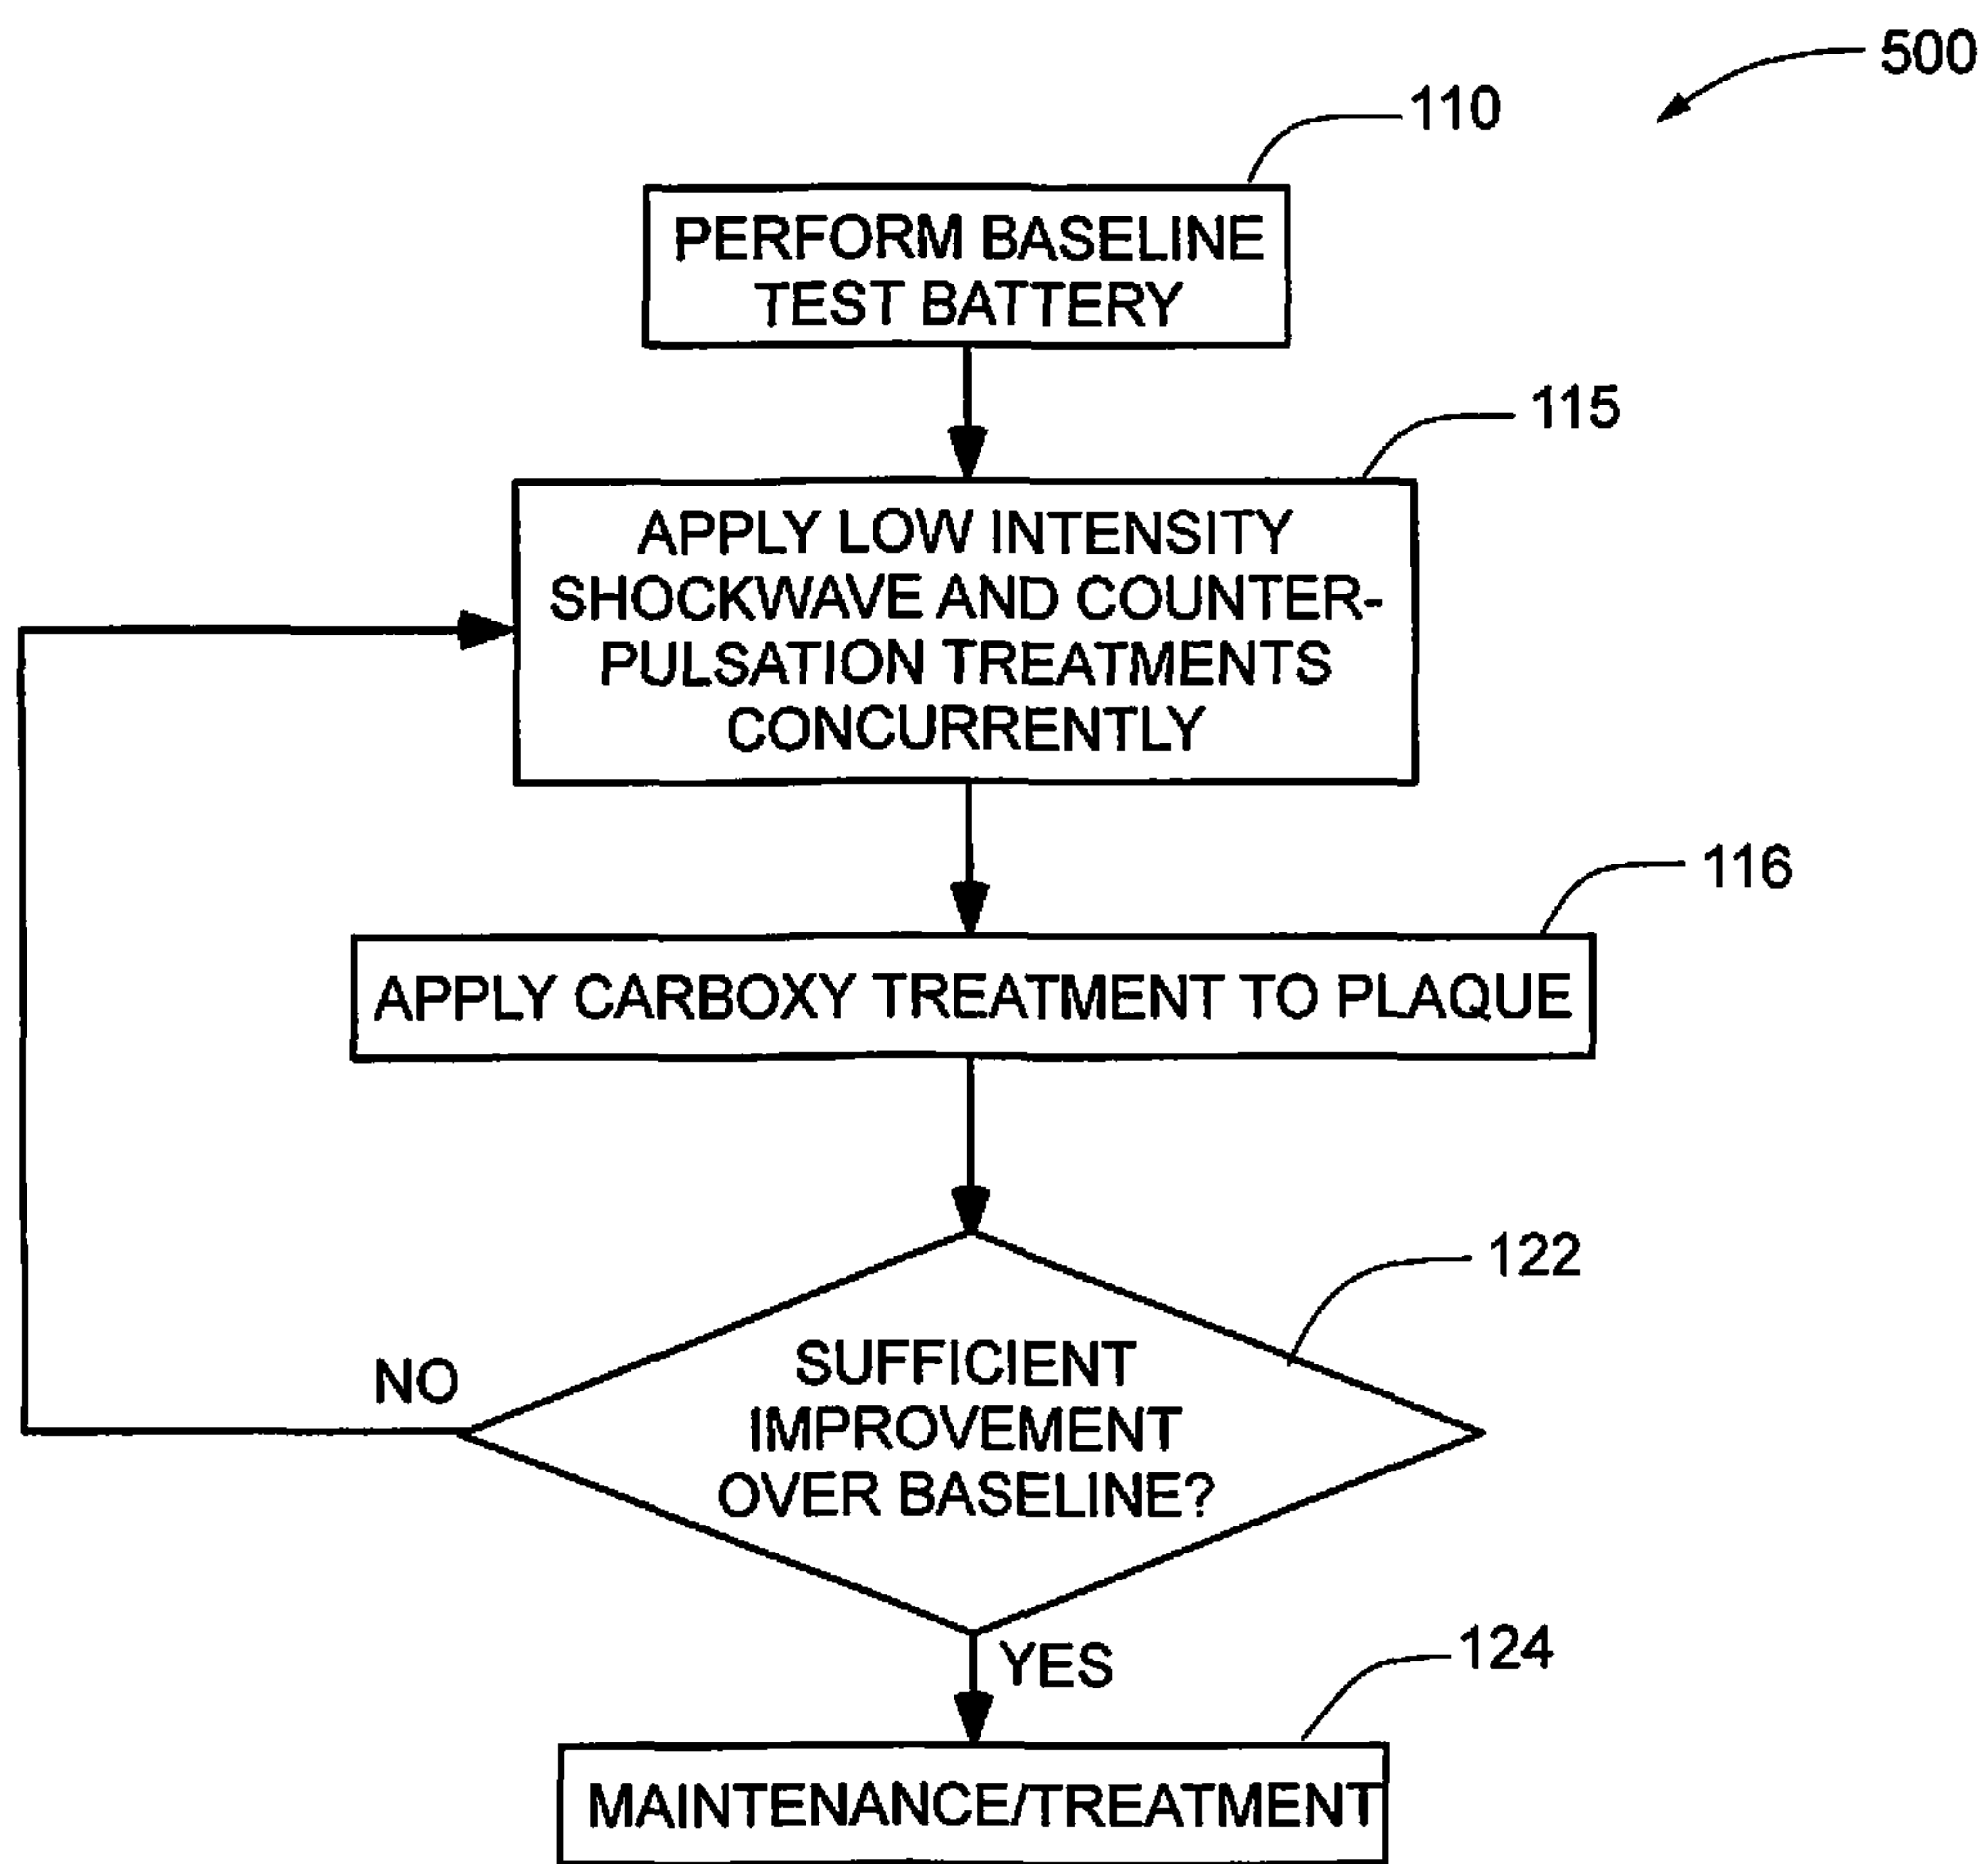 500
110
PERFORM BASELINE
TEST BATTERY
115
APPLY LOW INTENSITY
SHOCKWAVE AND COUNTER-
PULSATION TREATMENTS
CONCURRENTLY
116
APPLY CARBOXY TREATMENT TO PLAQUE
122
SUFFICIENT
IMPROVEMENT
OVER BASELINE?
NO
YES
124
MAINTENANCE/TREATMENT